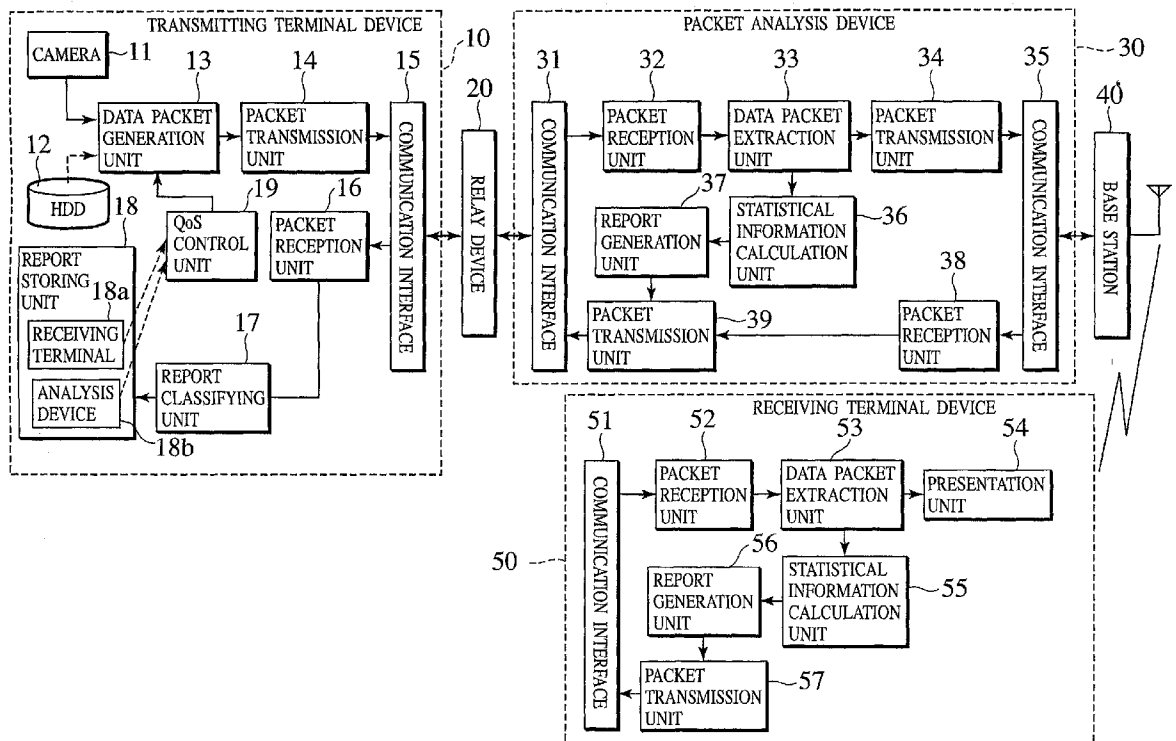 TRANSMITTING TERMINAL DEVICE
10
CAMERA
11
13
14
15
DATA PACKET
GENERATION
UNIT
PACKET
TRANSMISSION
UNIT
COMMUNICATION INTERFACE
12
HDD
18
19
16
QoS
CONTROL
UNIT
PACKET
RECEPTION
UNIT
REPORT
STORING
UNIT
18a
RECEIVING
TERMINAL
ANALYSIS
DEVICE
18b
17
REPORT
CLASSIFYING
UNIT
20
RELAY DEVICE
PACKET ANALYSIS DEVICE
30
31
32
33
34
35
COMMUNICATION INTERFACE
PACKET
RECEPTION
UNIT
DATA PACKET
EXTRACTION
UNIT
PACKET
TRANSMISSION
UNIT
COMMUNICATION INTERFACE
37
REPORT
GENERATION
UNIT
STATISTICAL
INFORMATION
CALCULATION
UNIT
36
38
PACKET
TRANSMISSION
UNIT
39
PACKET
RECEPTION
UNIT
40
BASE STATION
RECEIVING TERMINAL DEVICE
50
51
52
53
54
COMMUNICATION INTERFACE
PACKET
RECEPTION
UNIT
DATA PACKET
EXTRACTION
UNIT
PRESENTATION
UNIT
56
REPORT
GENERATION
UNIT
STATISTICAL
INFORMATION
CALCULATION
UNIT
55
PACKET
TRANSMISSION
UNIT
57